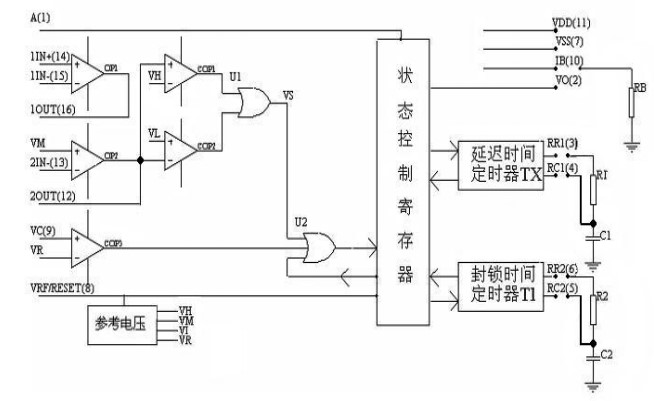 A(1)
VDD(11)
VSS(7)
1IN+(14)
COP1
COP1
IB(10)
1IN-(15)
VH
U1
VO(2)
状态控制寄存器
RB
VS
1OUT(16)
VL
VM
COP2
COP2
2IN-(13)
延迟时间
定时器TX
RR1(3)
RC1(4)
RI
2OUT(12)
U2
VC(9)
COP3
C1
VR
封锁时间
定时器T1
RR2(6)
RC2(5)
R2
VRF/RESET(8)
参考电压
VH
VM
VI
VR
C2